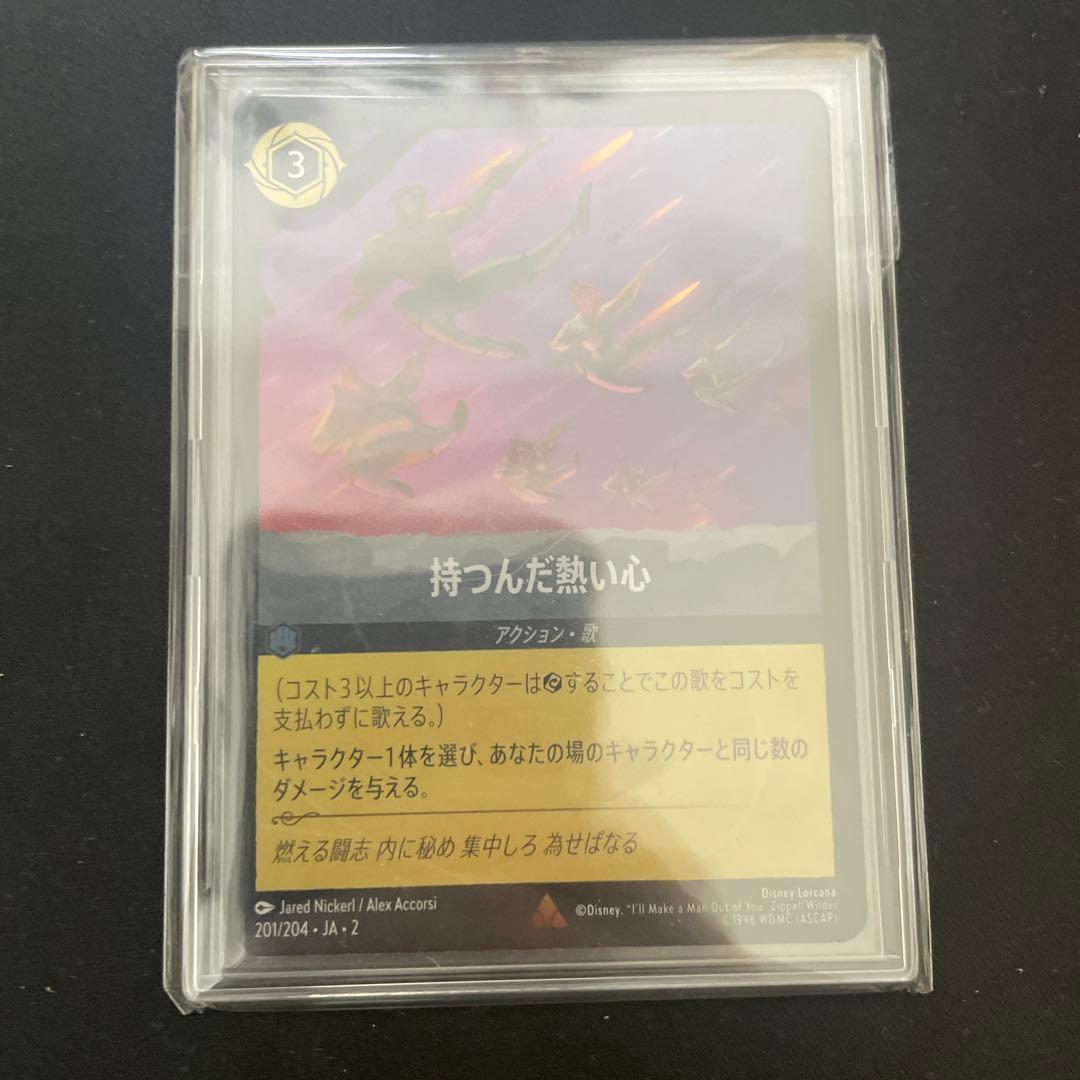 3
持つんだ熱い心
アクション・歌
(コスト3以上のキャラクターはすることでこの歌をコストを
支払わずに歌える。)
キャラクター1体を選び、あなたの場のキャラクターと同じ数の
ダメージを与える。
燃える闘志 内に秘め 集中しろ 為せばなる
Jared Nickerl / Alex Accorsi
201/204・JA・2
Disney Lorcana
©Disney. "I'll Make a Man Out of You" Zippel/Wilder
©1998 WDMC (ASCAP)